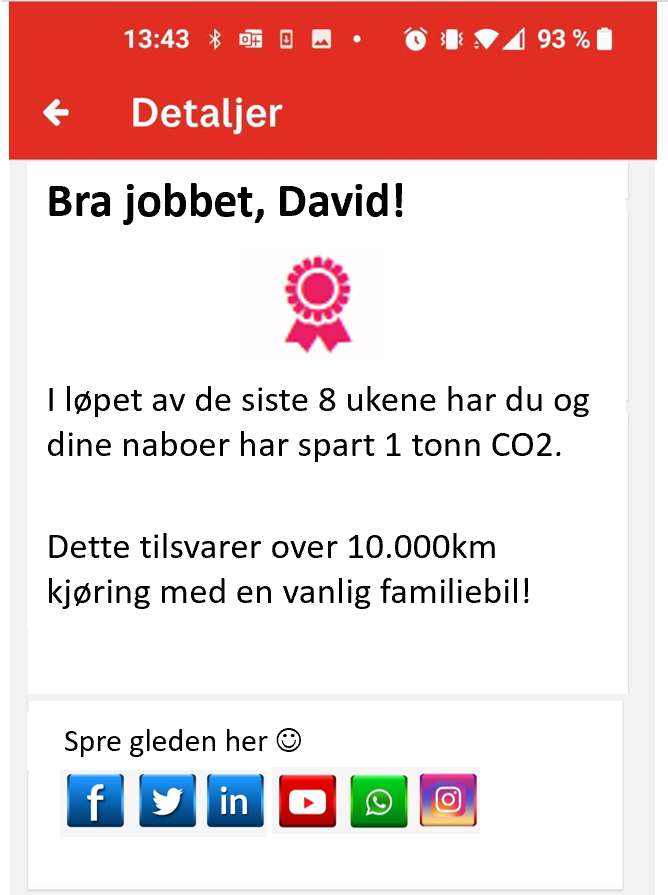 13:43 93 %
Detaljer
Bra jobbet, David!
I løpet av de siste 8 ukene har du og
dine naboer har spart 1 tonn CO2.
Dette tilsvarer over 10.000km
kjøring med en vanlig familiebil!
Spre gleden her ☺
f in